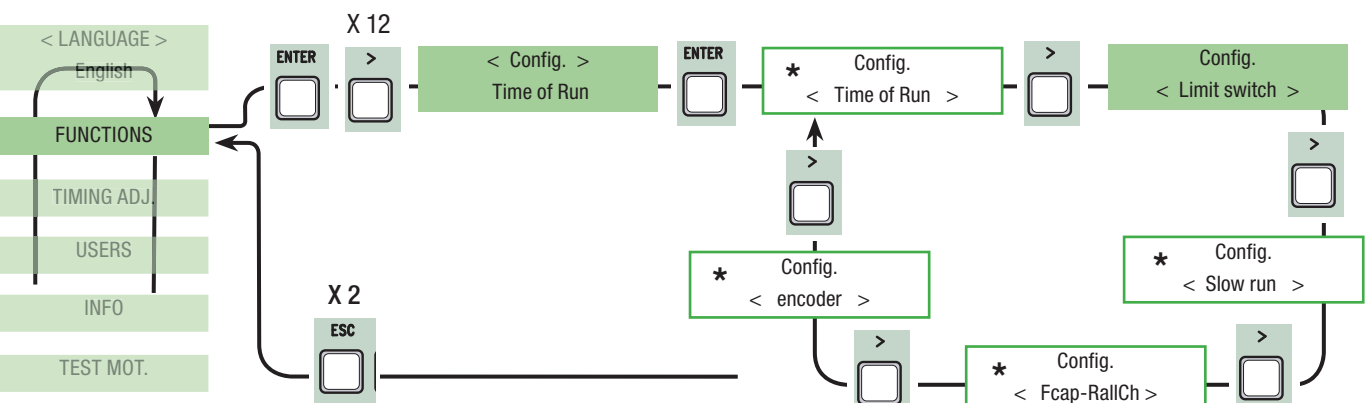 < LANGUAGE >
English
FUNCTIONS
TIMING ADJ.
USERS
INFO
TEST MOT.
X 12
ENTER
>
< Config. >
Time of Run
ENTER
* Config.
< Time of Run >
>
Config.
< Limit switch >
>
* Config.
< Slow run >
>
* Config.
< Fcap-RallCh >
>
* Config.
< encoder >
>
X 2
ESC